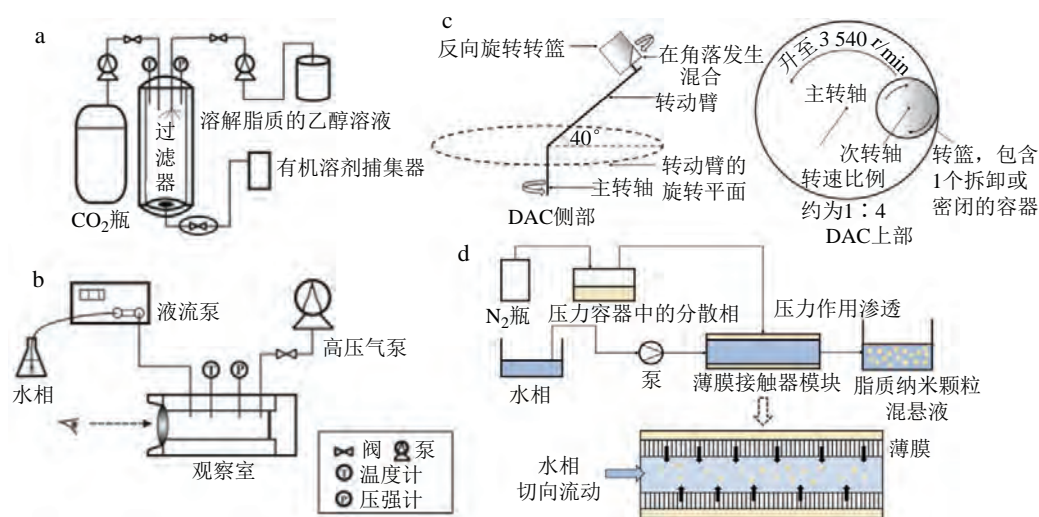 a
溶解脂质的乙醇溶液
过
滤
器
有机溶剂捕集器
CO₂瓶
b
液流泵
高压气泵
水相
观察室
阀
泵
T
温度计
P
压强计
c
反向旋转转篮
在角落发生
混合
转动臂
40°
转动臂的
旋转平面
主转轴
DAC侧部
升至3 540 r/min
主转轴
次转轴
转速比例
约为1∶4
转篮，包含
1个拆卸或
密闭的容器
DAC上部
d
N₂瓶
压力容器中的分散相
压力作用渗透
水相
泵
薄膜接触器模块
脂质纳米颗粒
混悬液
薄膜
水相
切向流动